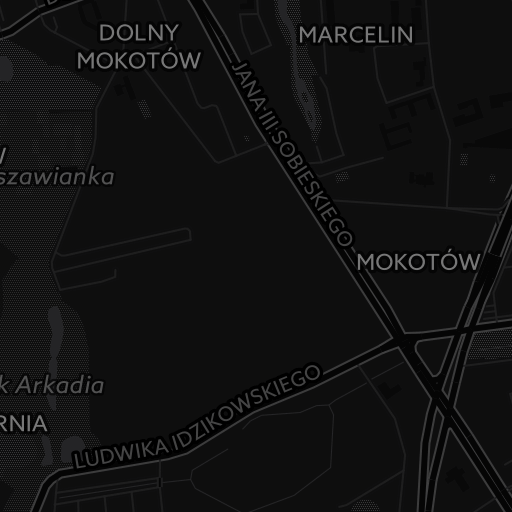 DOLNY
MOKOTÓW
MARCELIN
JANA III SOBIESKIEGO
szawianka
MOKOTÓW
k Arkadia
RNIA
LUDWIKA IDZIKOWSKIEGO